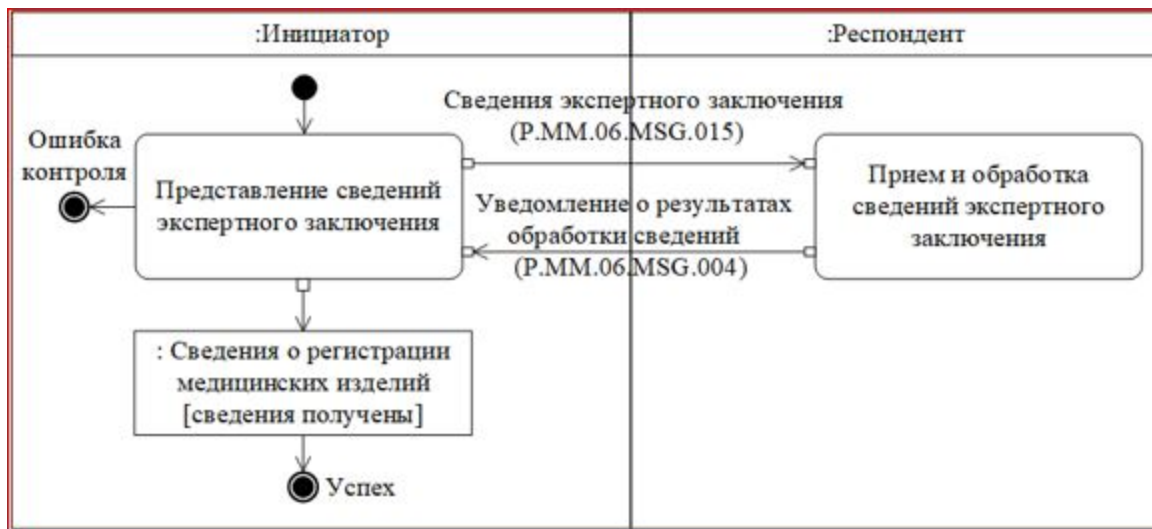 :Инициатор
:Респондент
Сведения экспертного заключения
(P.MM.06.MSG.015)
Ошибка
контроля
Представление сведений
экспертного заключения
Прием и обработка
сведений экспертного
заключения
Уведомление о результатах
обработки сведений
(P.MM.06.MSG.004)
: Сведения о регистрации
медицинских изделий
[сведения получены]
Успех